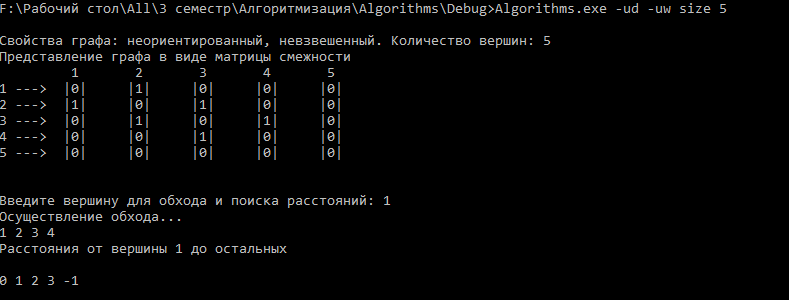 F:\Рабочий стол\All\3 семестр\Алгоритмизация\Algorithms\Debug>Algorithms.exe -ud -uw size 5
Свойства графа: неориентированный, невзвешенный. Количество вершин: 5
Представление графа в виде матрицы смежности
1 2 3 4 5
1 ---> |0| |1| |0| |0| |0|
2 ---> |1| |0| |1| |0| |0|
3 ---> |0| |1| |0| |1| |0|
4 ---> |0| |0| |1| |0| |0|
5 ---> |0| |0| |0| |0| |0|
Введите вершину для обхода и поиска расстояний: 1
Осуществление обхода...
1 2 3 4
Расстояния от вершины 1 до остальных
0 1 2 3 -1